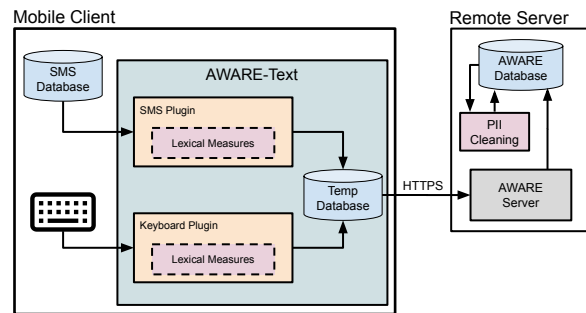 Mobile Client
Remote Server
SMS
Database
AWARE-Text
SMS Plugin
Lexical Measures
Temp
Database
Keyboard Plugin
Lexical Measures
HTTPS
AWARE
Database
PII
Cleaning
AWARE
Server